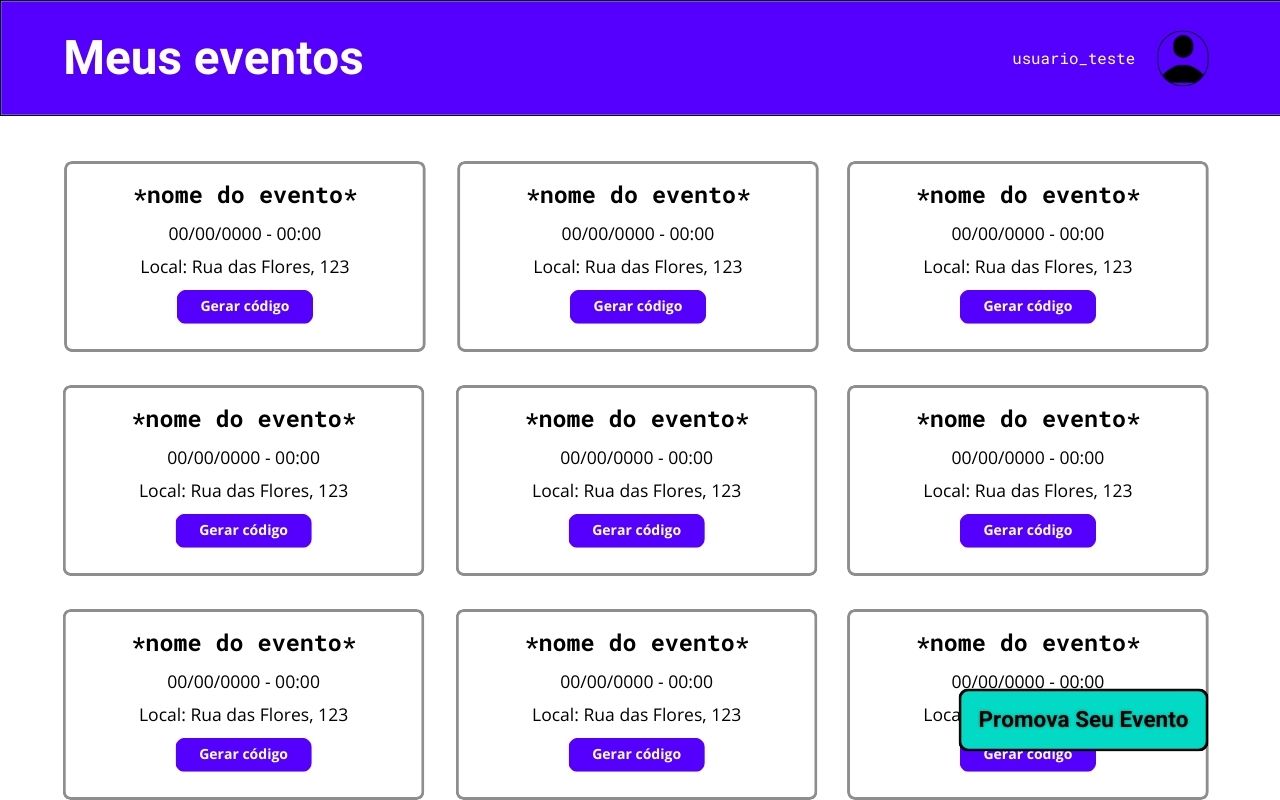 Meus eventos
usuario_teste
*nome do evento*
00/00/0000 - 00:00
Local: Rua das Flores, 123
Gerar código
*nome do evento*
00/00/0000 - 00:00
Local: Rua das Flores, 123
Gerar código
*nome do evento*
00/00/0000 - 00:00
Local: Rua das Flores, 123
Gerar código
*nome do evento*
00/00/0000 - 00:00
Local: Rua das Flores, 123
Gerar código
*nome do evento*
00/00/0000 - 00:00
Local: Rua das Flores, 123
Gerar código
*nome do evento*
00/00/0000 - 00:00
Local: Rua das Flores, 123
Gerar código
*nome do evento*
00/00/0000 - 00:00
Local: Rua das Flores, 123
Gerar código
*nome do evento*
00/00/0000 - 00:00
Local: Rua das Flores, 123
Gerar código
*nome do evento*
00/00/0000 - 00:00
Promova Seu Evento
Gerar código